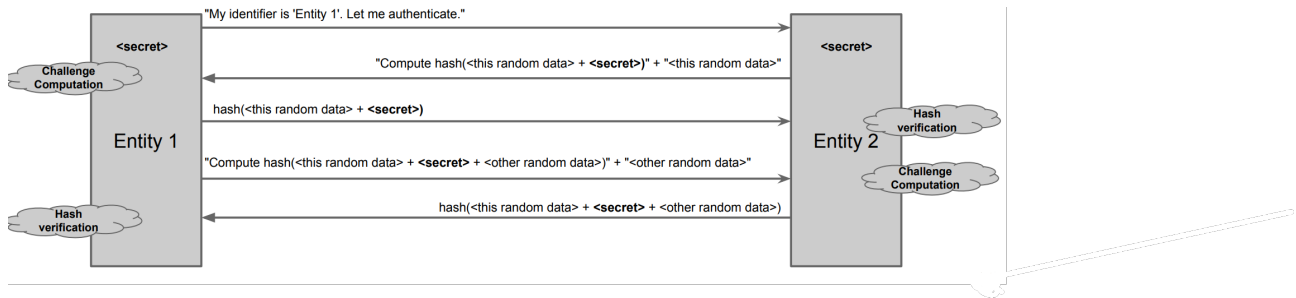 "My identifier is 'Entity 1'. Let me authenticate."
<secret>
<secret>
"Compute hash(<this random data> + <secret>)" + "<this random data>"
Challenge
Computation
hash(<this random data> + <secret>)
Hash
verification
Entity 1
Entity 2
"Compute hash(<this random data> + <secret> + <other random data>)" + "<other random data>"
Challenge
Computation
hash(<this random data> + <secret> + <other random data>)
Hash
verification